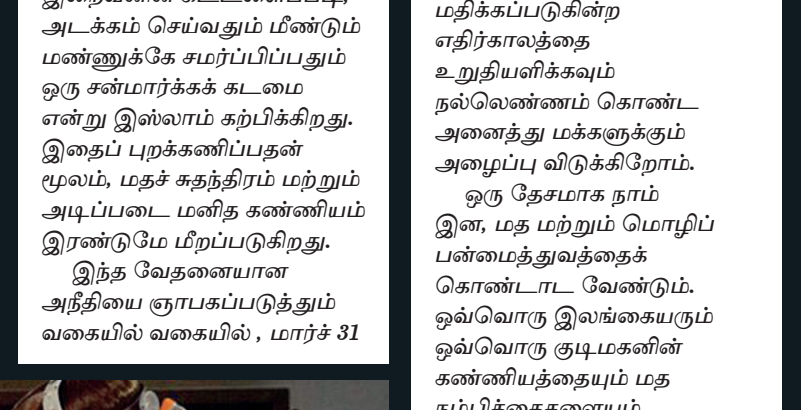 அடக்கம் செய்வதும் மீண்டும்
மண்ணுக்கே சமர்ப்பிப்பதும்
ஒரு சன்மார்க்கக் கடமை
என்று இஸ்லாம் கற்பிக்கிறது.
இதைப் புறக்கணிப்பதன்
மூலம், மதச் சுதந்திரம் மற்றும்
அடிப்படை மனித கண்ணியம்
இரண்டுமே மீறப்படுகிறது.
இந்த வேதனையான
அநீதியை ஞாபகப்படுத்தும்
வகையில் வகையில் , மார்ச் 31
மதிக்கப்படுகின்ற
எதிர்காலத்தை
உறுதியளிக்கவும்
நல்லெண்ணம் கொண்ட
அனைத்து மக்களுக்கும்
அழைப்பு விடுக்கிறோம்.
ஒரு தேசமாக நாம்
இன, மத மற்றும் மொழிப்
பன்மைத்துவத்தைக்
கொண்டாட வேண்டும்.
ஒவ்வொரு இலங்கையரும்
ஒவ்வொரு குடிமகனின்
கண்ணியத்தையும் மத